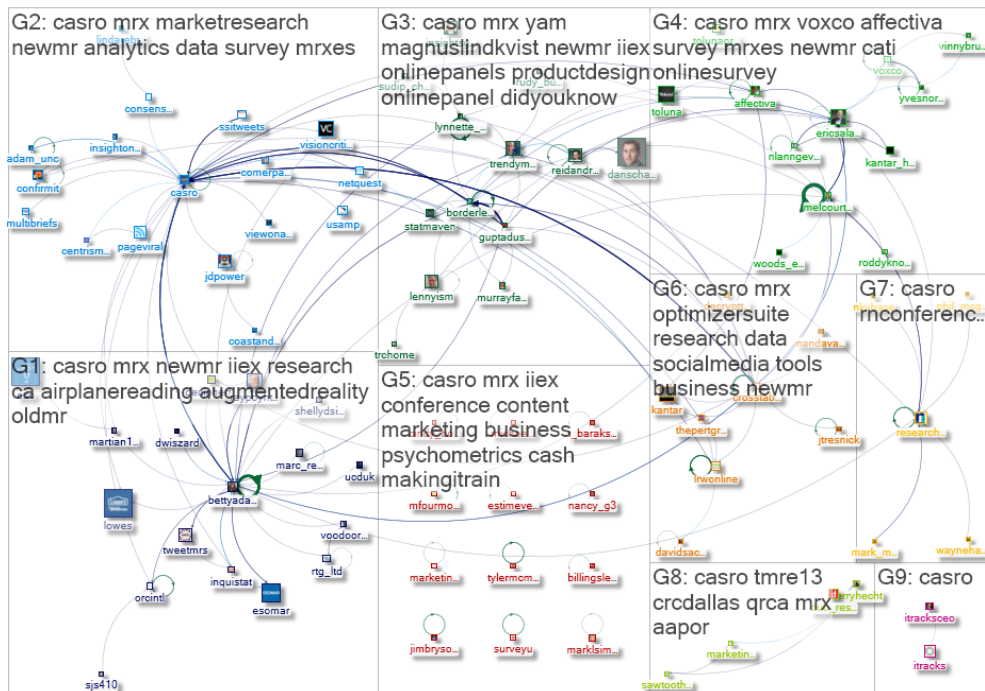 G2: casro mrx marketresearch
newmr analytics data survey mrxes
consens...
ssitweets
visioncriti...
adam_unc
insighton...
confirmit
casro
comerpa...
netquest
multibriefs
usamp
viewona...
centrism...
pageviral
jdpower
coastand...
G3: casro mrx yam
magnuslindkvist newmr iiex
onlinepanels productdesign
onlinepanel didyouknow
sudip_ch...
lynnette_...
trendym...
reidandr...
danscha...
statmaven
borderle...
guptadus...
lennyism
murrayfa...
trchome
G4: casro mrx voxco affectiva
survey mrxes newmr cati
onlinesurvey
vinnybru...
voxco
yvesnor...
toluna
affectiva
ericsala...
nlanngev...
kantar_h...
melcourt...
woods_e...
roddykno...
G1: casro mrx newmr iiex research
ca airplanereading augmentedreality
oldmr
shellydsi...
martian1...
dwiszard
marc_re...
ucduk
bettyada...
lowes
tweetmrs
voodoor...
rtg_ltd
inquistat
orcintl
esomar
sjs410
G5: casro mrx iiex
conference content
marketing business
psychometrics cash
makingitrain
_baraks...
mfourmo...
estimeve...
nancy_g3
marketin...
tylermcm...
billingsle...
jimbryso...
surveyu
marklsim...
G6: casro mrx
optimizersuite
research data
socialmedia tools
business newmr
nandava...
crosstab...
kantar
thepertgr...
jtresnick
lrwonline
davidsac...
G7: casro
rnconferenc...
research...
mark_m...
wayneha...
G8: casro tmre13
crcdallas qrca mrx
aapor
marketin...
sawtooth...
G9: casro
itracksceo
itracks